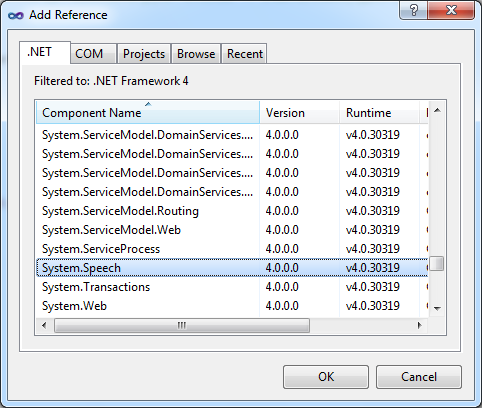 Add Reference
.NET COM Projects Browse Recent
Filtered to: .NET Framework 4
Component Name Version Runtime
System.ServiceModel.DomainServices.... 4.0.0.0 v4.0.30319
System.ServiceModel.DomainServices.... 4.0.0.0 v4.0.30319
System.ServiceModel.DomainServices.... 4.0.0.0 v4.0.30319
System.ServiceModel.DomainServices.... 4.0.0.0 v4.0.30319
System.ServiceModel.Routing 4.0.0.0 v4.0.30319
System.ServiceModel.Web 4.0.0.0 v4.0.30319
System.ServiceProcess 4.0.0.0 v4.0.30319
System.Speech 4.0.0.0 v4.0.30319
System.Transactions 4.0.0.0 v4.0.30319
System.Web 4.0.0.0 v4.0.30319
OK Cancel